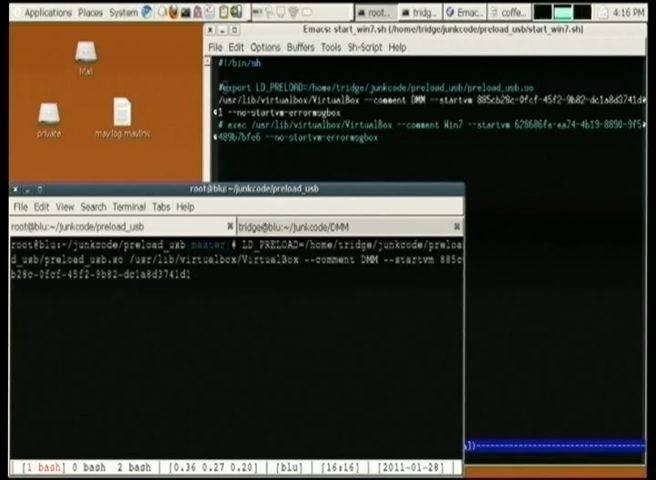 Applications Places System root... tridg... Emac... coffe... 4:16 PM
Emacs: start_win7.sh (/home/tridge/junkcode/preload_usb/start_win7.sh)
File Edit Options Buffers Tools Sh-Script Help
#!/bin/sh
#export LD_PRELOAD=/home/tridge/junkcode/preload_usb/preload_usb.so
/usr/lib/virtualbox/VirtualBox --comment DMM --startvm 885cb28c-0fcf-45f2-9b82-dc1a8d3741d
1 --no-startvm-errormsgbox
# exec /usr/lib/virtualbox/VirtualBox --comment Win7 --startvm 628686fa-ea74-4b19-8890-9f5
489b7bfe6 --no-startvm-errormsgbox
Mail
private
mav.log.mavlink
root@blu:~/junkcode/preload_usb
File Edit View Search Terminal Tabs Help
root@blu:~/junkcode/preload_usb tridge@blu:~/junkcode/DMM
root@blu:~/junkcode/preload_usb master # LD_PRELOAD=/home/tridge/junkcode/preloa
d_usb/preload_usb.so /usr/lib/virtualbox/VirtualBox --comment DMM --startvm 885c
b28c-0fcf-45f2-9b82-dc1a8d3741d1
[1 bash] 0 bash 2 bash [0.36 0.27 0.20] [blu] [16:16] [2011-01-28]